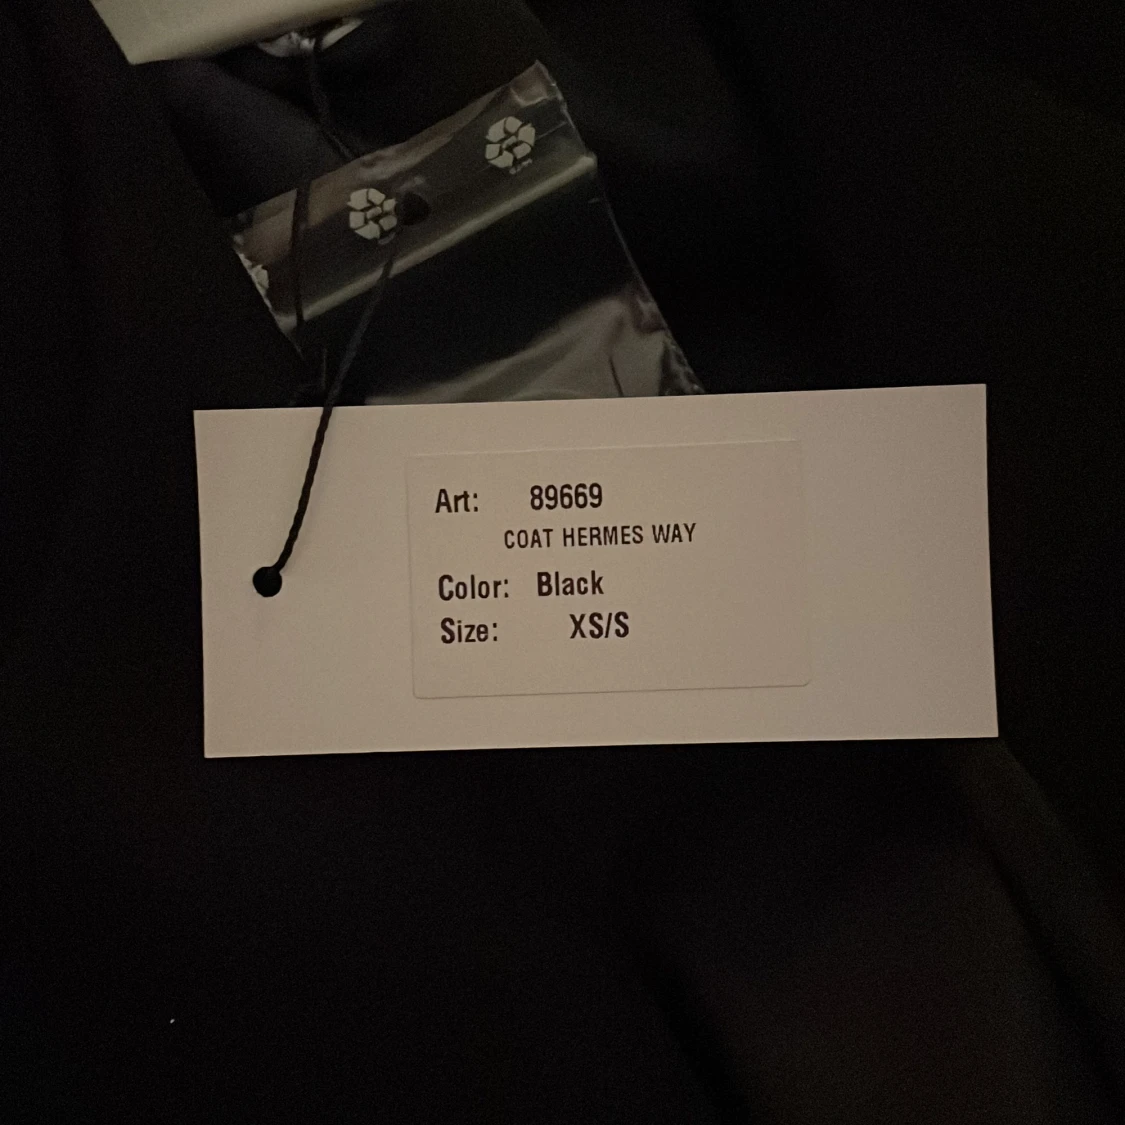 Art: 89669
COAT HERMES WAY
Color: Black
Size: XS/S